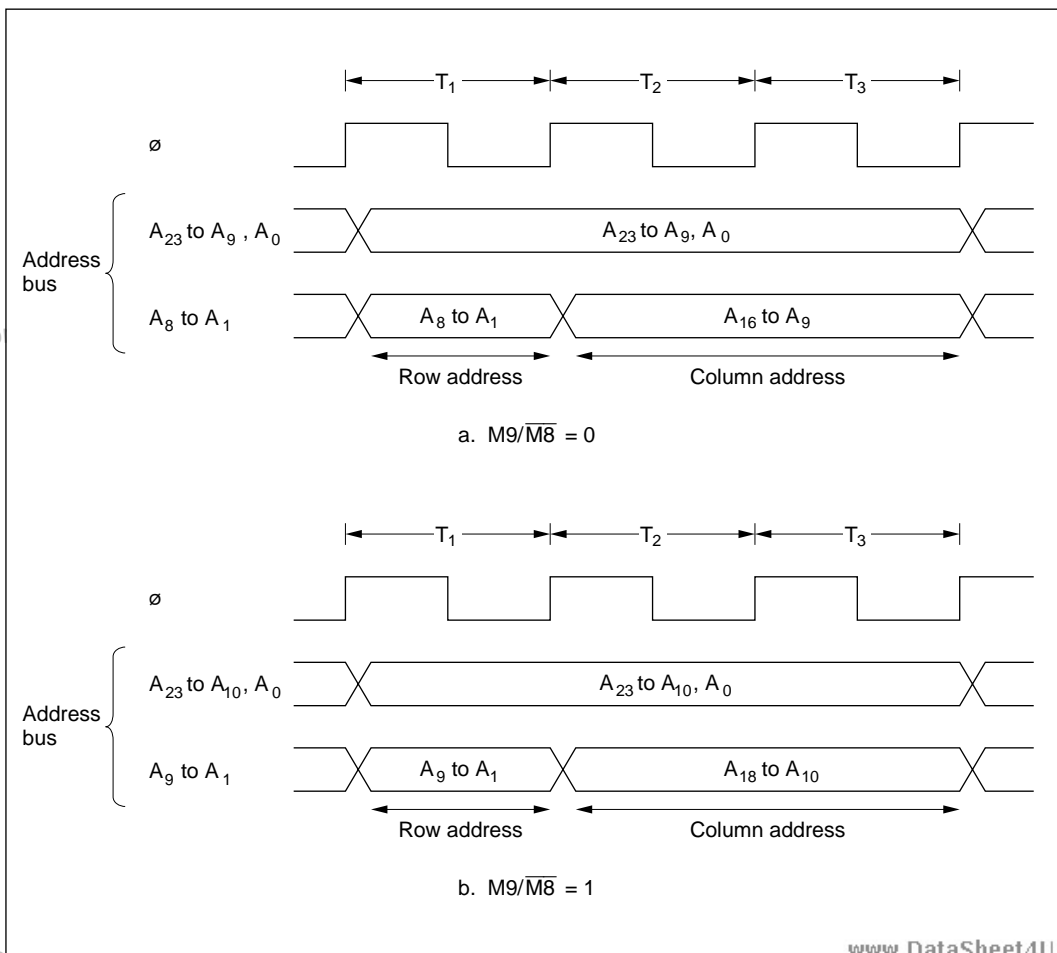 T1 T2 T3
ø
Address bus
A23 to A9 , A0
A23 to A9, A0
A8 to A1
A8 to A1
A16 to A9
Row address
Column address
a. M9/M̅8̅ = 0
T1 T2 T3
ø
Address bus
A23 to A10, A0
A23 to A10, A0
A9 to A1
A9 to A1
A18 to A10
Row address
Column address
b. M9/M̅8̅ = 1
www.DataSheet4U